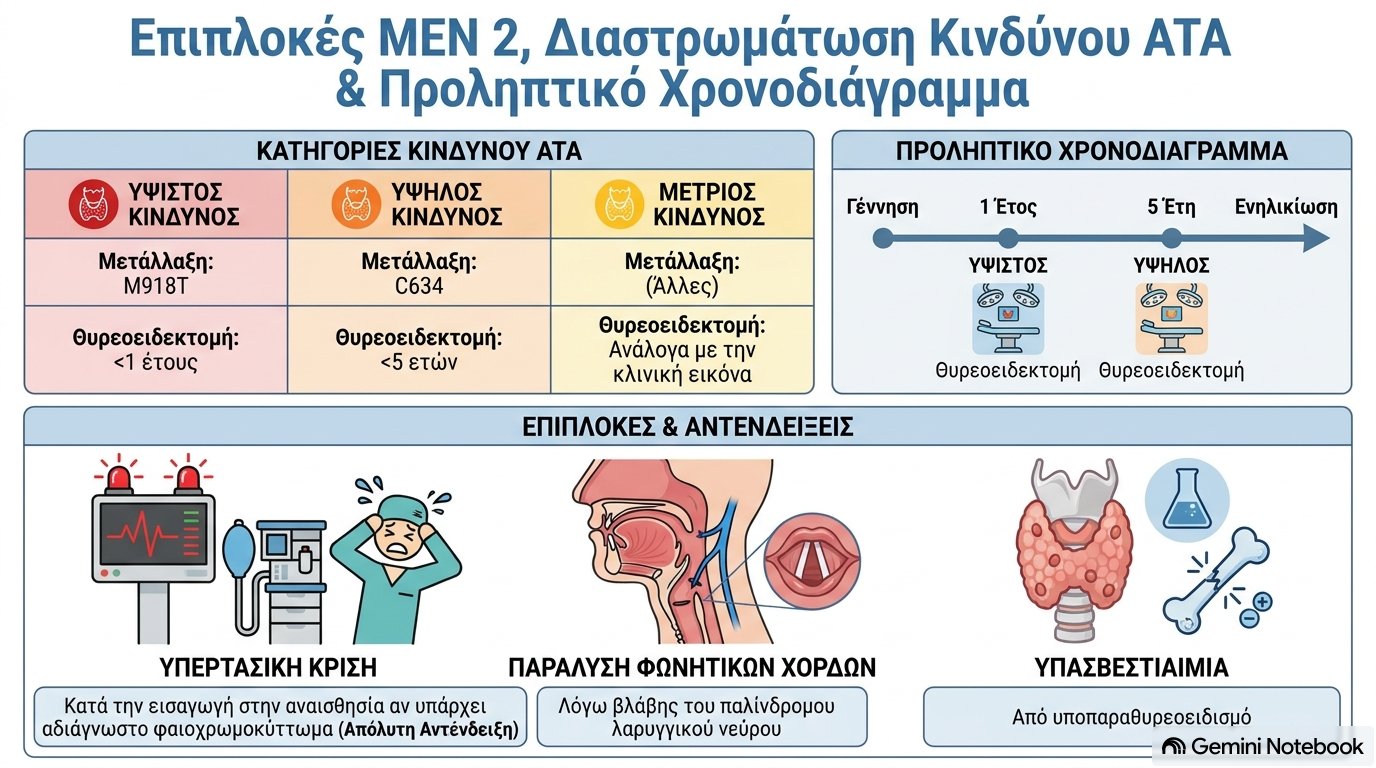 Επιπλοκές MEN 2, Διαστρωμάτωση Κινδύνου ATA
& Προληπτικό Χρονοδιάγραμμα
ΚΑΤΗΓΟΡΙΕΣ ΚΙΝΔΥΝΟΥ ATA
ΥΨΙΣΤΟΣ
ΚΙΝΔΥΝΟΣ
ΥΨΗΛΟΣ
ΚΙΝΔΥΝΟΣ
ΜΕΤΡΙΟΣ
ΚΙΝΔΥΝΟΣ
Μετάλλαξη:
M918T
Μετάλλαξη:
C634
Μετάλλαξη:
(Άλλες)
Θυρεοειδεκτομή:
<1 έτους
Θυρεοειδεκτομή:
<5 ετών
Θυρεοειδεκτομή:
Ανάλογα με την
κλινική εικόνα
ΠΡΟΛΗΠΤΙΚΟ ΧΡΟΝΟΔΙΑΓΡΑΜΜΑ
Γέννηση
1 Έτος
5 Έτη
Ενηλικίωση
ΥΨΙΣΤΟΣ
ΥΨΗΛΟΣ
Θυρεοειδεκτομή
Θυρεοειδεκτομή
ΕΠΙΠΛΟΚΕΣ & ΑΝΤΕΝΔΕΙΞΕΙΣ
ΥΠΕΡΤΑΣΙΚΗ ΚΡΙΣΗ
Κατά την εισαγωγή στην αναισθησία αν υπάρχει
αδιάγνωστο φαιοχρωμοκύττωμα (Απόλυτη Αντένδειξη)
ΠΑΡΑΛΥΣΗ ΦΩΝΗΤΙΚΩΝ ΧΟΡΔΩΝ
Λόγω βλάβης του παλίνδρομου
λαρυγγικού νεύρου
ΥΠΑΣΒΕΣΤΙΑΙΜΙΑ
Από υποπαραθυρεοειδισμό
Gemini Notebook